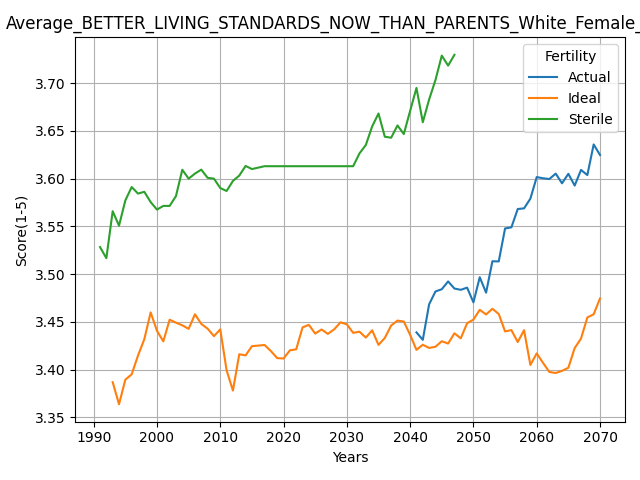 Average_BETTER_LIVING_STANDARDS_NOW_THAN_PARENTS_White_Female_
Fertility
Actual
Ideal
Sterile
Score(1-5)
3.70
3.65
3.60
3.55
3.50
3.45
3.40
3.35
1990 2000 2010 2020 2030 2040 2050 2060 2070
Years